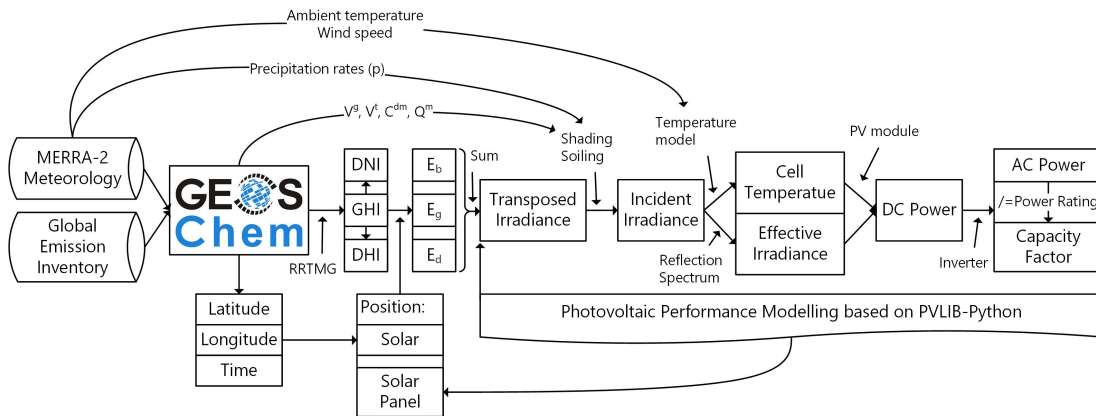 Ambient temperature
Wind speed
Precipitation rates (p)
V^g, V^t, C^dm, Q^m
MERRA-2
Meteorology
Global
Emission
Inventory
GEOS
Chem
RRTMG
DNI
GHI
DHI
E_b
E_g
E_d
Sum
Transposed
Irradiance
Shading
Soiling
Incident
Irradiance
Temperature
model
Reflection
Spectrum
Cell
Temperatue
Effective
Irradiance
PV module
DC Power
Inverter
AC Power
/=Power Rating
Capacity
Factor
Latitude
Longitude
Time
Position:
Solar
Solar
Panel
Photovoltaic Performance Modelling based on PVLIB-Python